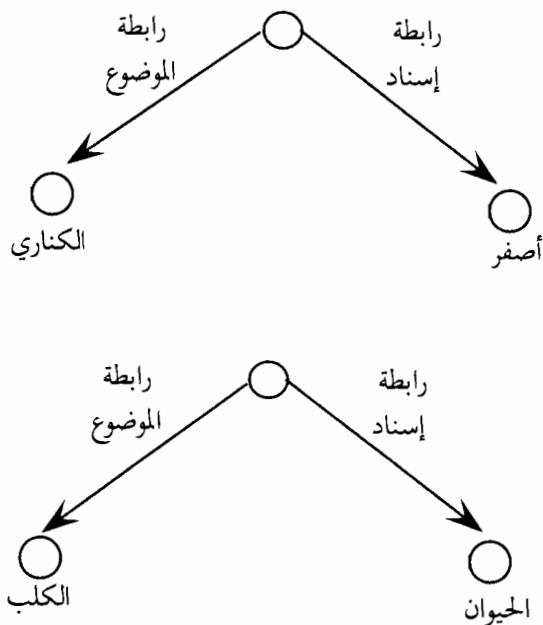 رابطة
الموضوع
رابطة
إسناد
الكناري
أصفر
رابطة
الموضوع
رابطة
إسناد
الكلب
الحيوان